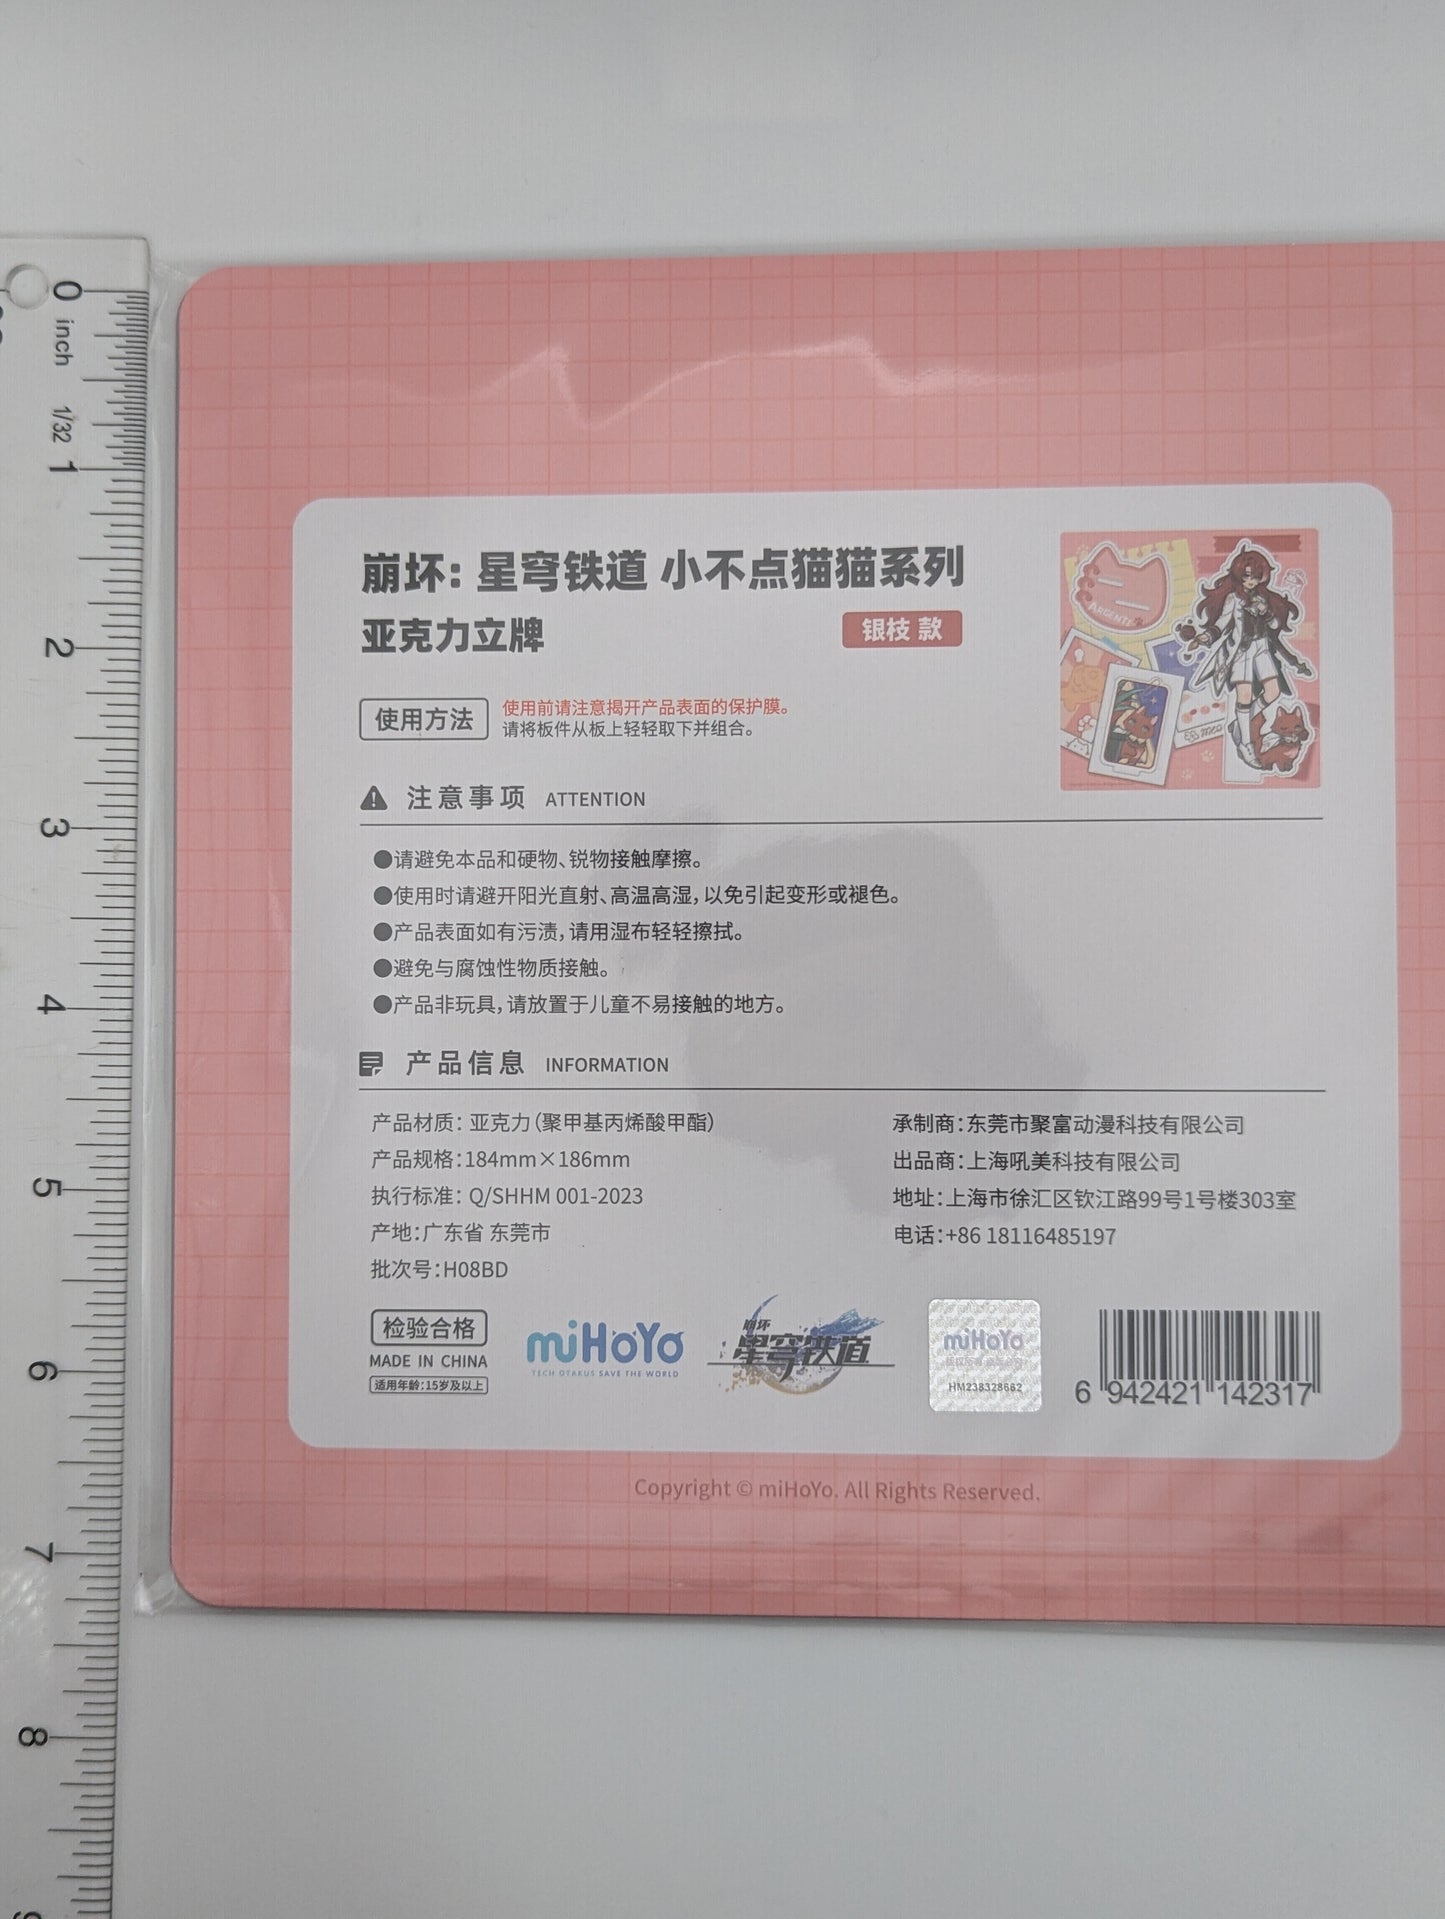 0
inch
1/32
1
2
3
4
5
6
7
8
9
崩坏：星穹铁道 小不点猫猫系列
亚克力立牌
银枝 款
ARGENTI
使用方法
使用前请注意揭开产品表面的保护膜。
请将板件从板上轻轻取下并组合。
注意事项 ATTENTION
●请避免本品和硬物、锐物接触摩擦。
●使用时请避开阳光直射、高温高湿，以免引起变形或褪色。
●产品表面如有污渍，请用湿布轻轻擦拭。
●避免与腐蚀性物质接触。
●产品非玩具，请放置于儿童不易接触的地方。
产品信息 INFORMATION
产品材质：亚克力（聚甲基丙烯酸甲酯）
产品规格：184mm×186mm
执行标准：Q/SHHM 001-2023
产地：广东省 东莞市
批次号：H08BD
承制商：东莞市聚富动漫科技有限公司
出品商：上海吼美科技有限公司
地址：上海市徐汇区钦江路99号1号楼303室
电话：+86 18116485197
检验合格
MADE IN CHINA
适用年龄：15岁及以上
miHoYo
TECH OTAKUS SAVE THE WORLD
崩坏
星穹铁道
miHoYo
HM238328662
6 942421 142317
Copyright © miHoYo. All Rights Reserved.